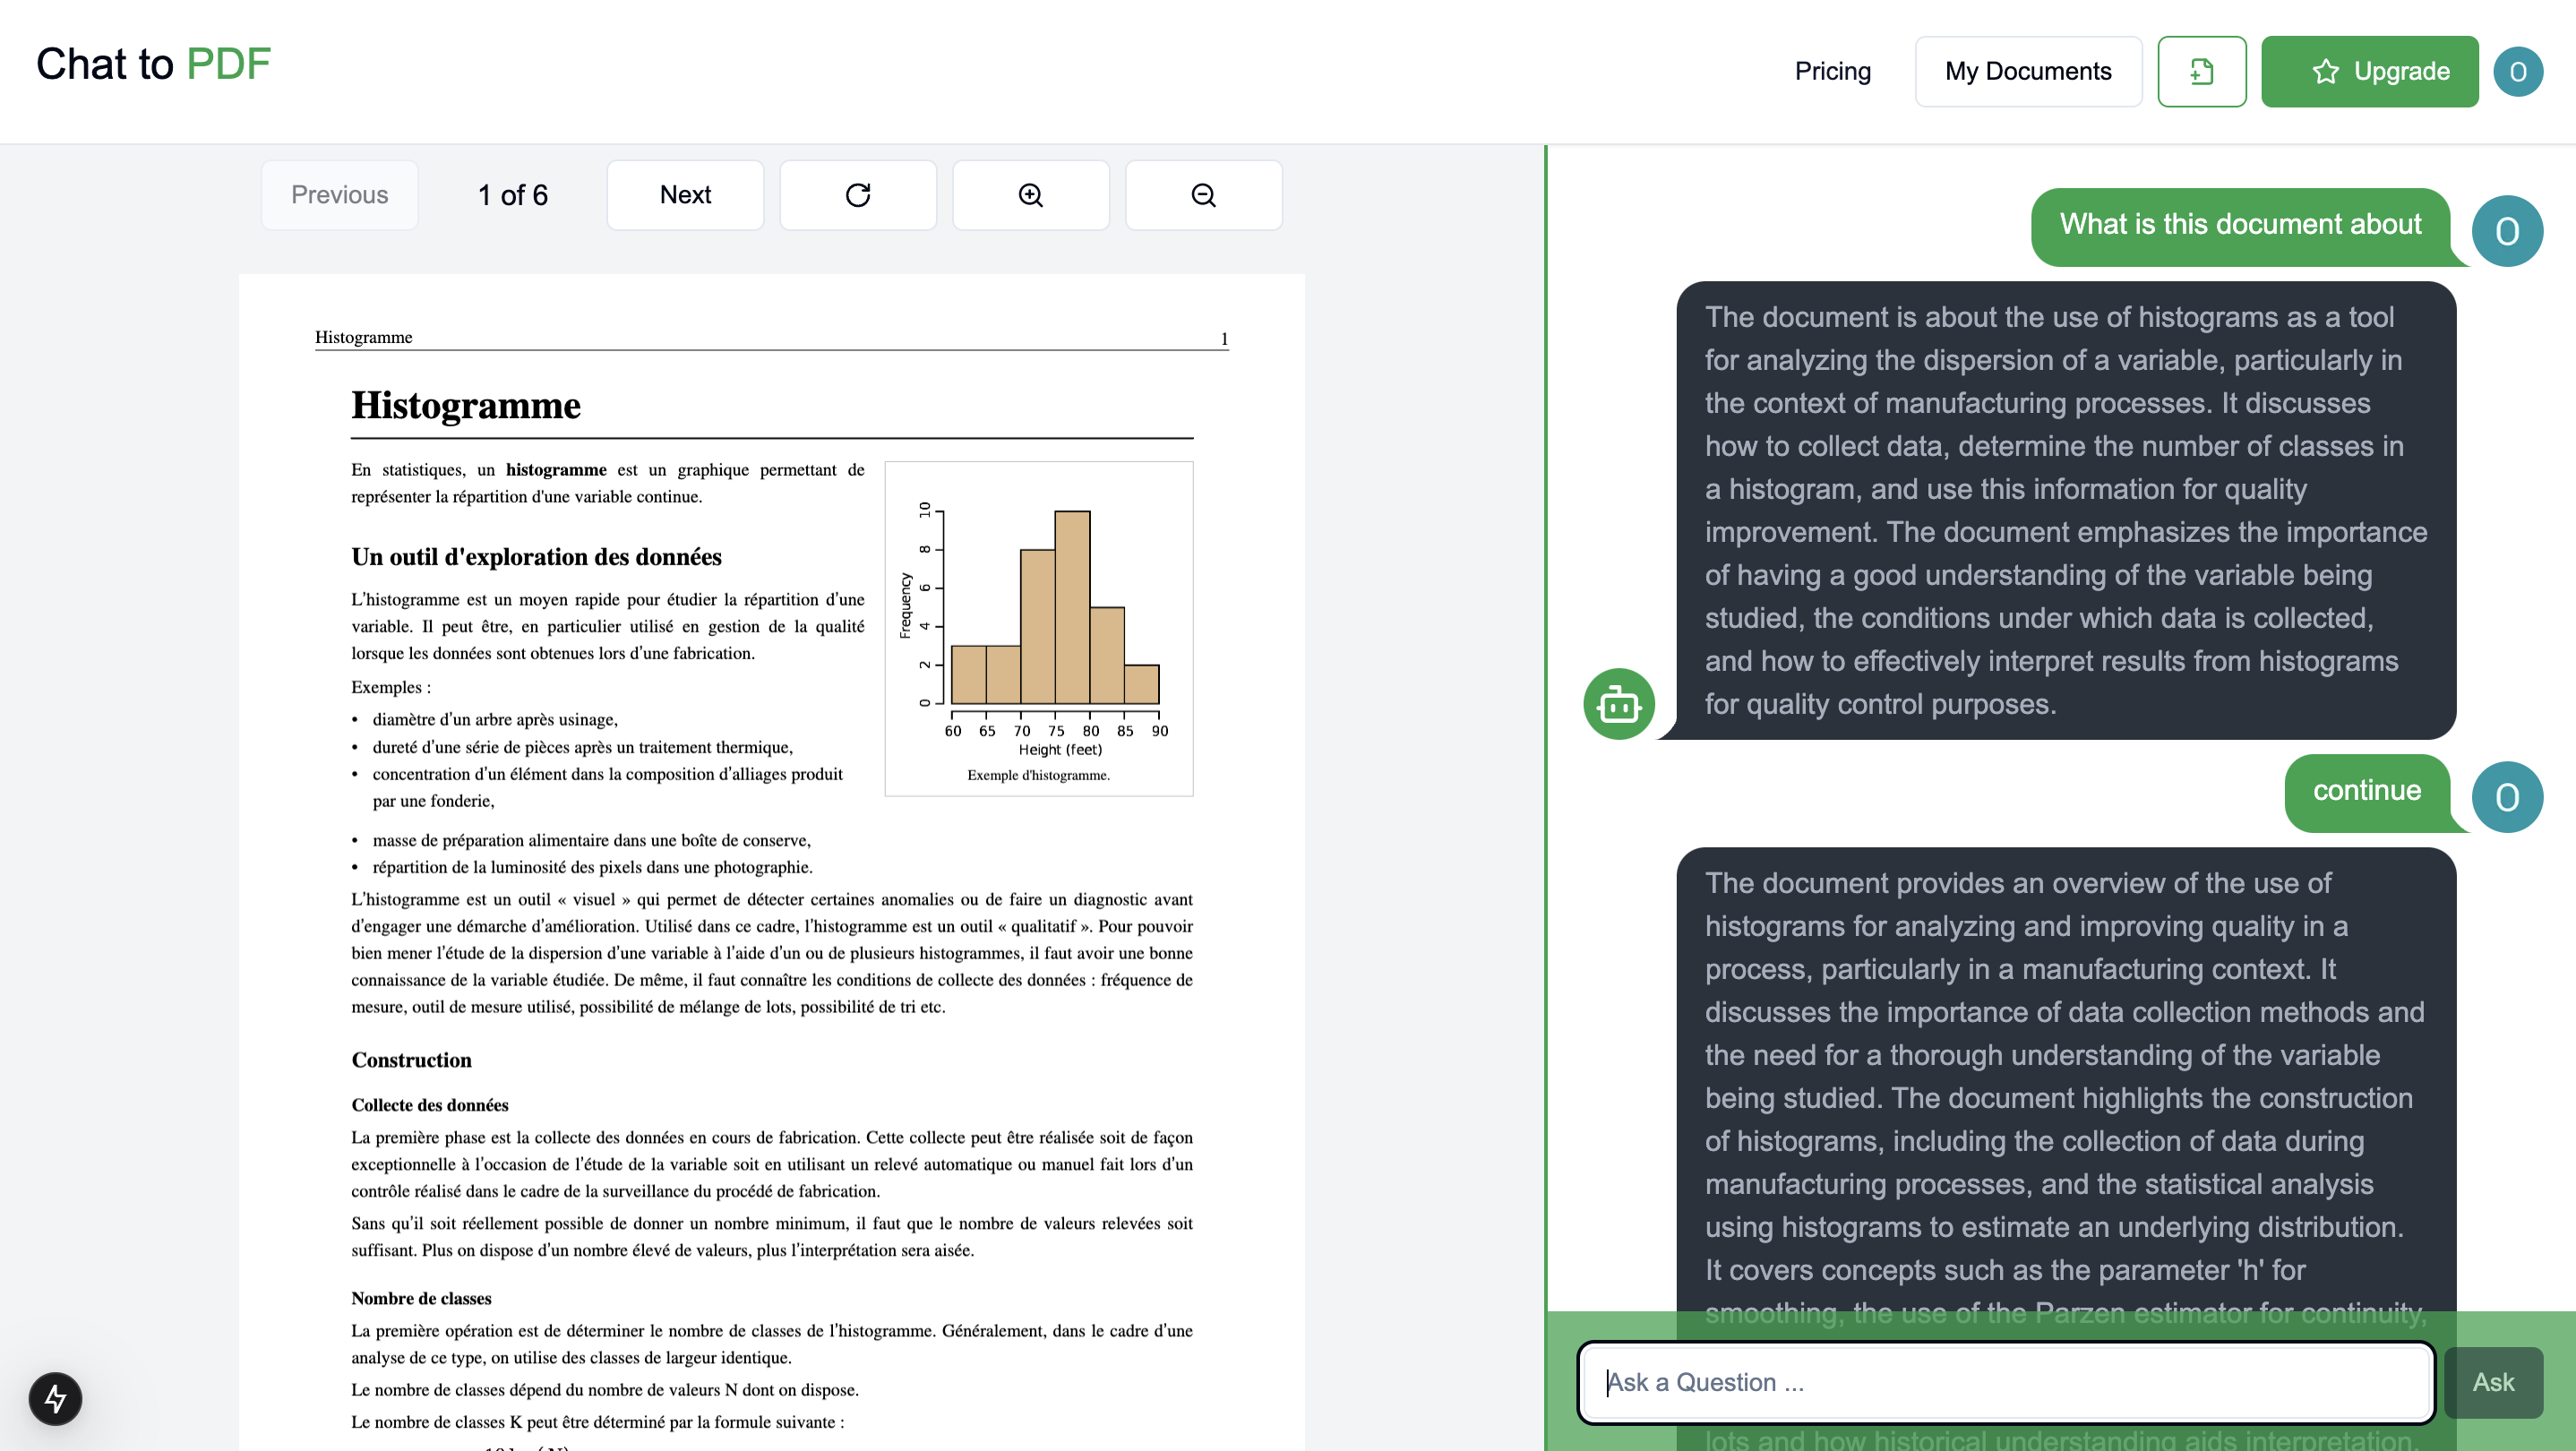 Chat to PDF
Pricing
My Documents
Upgrade
O
Previous
1 of 6
Next
Histogramme 1
Histogramme
En statistiques, un histogramme est un graphique permettant de
représenter la répartition d'une variable continue.
Un outil d'exploration des données
L'histogramme est un moyen rapide pour étudier la répartition d'une
variable. Il peut être, en particulier utilisé en gestion de la qualité
lorsque les données sont obtenues lors d'une fabrication.
Exemples :
• diamètre d'un arbre après usinage,
• dureté d'une série de pièces après un traitement thermique,
• concentration d'un élément dans la composition d'alliages produit
par une fonderie,
• masse de préparation alimentaire dans une boîte de conserve,
• répartition de la luminosité des pixels dans une photographie.
Frequency
10
8
6
4
2
0
60 65 70 75 80 85 90
Height (feet)
Exemple d'histogramme.
L'histogramme est un outil « visuel » qui permet de détecter certaines anomalies ou de faire un diagnostic avant
d'engager une démarche d'amélioration. Utilisé dans ce cadre, l'histogramme est un outil « qualitatif ». Pour pouvoir
bien mener l'étude de la dispersion d'une variable à l'aide d'un ou de plusieurs histogrammes, il faut avoir une bonne
connaissance de la variable étudiée. De même, il faut connaître les conditions de collecte des données : fréquence de
mesure, outil de mesure utilisé, possibilité de mélange de lots, possibilité de tri etc.
Construction
Collecte des données
La première phase est la collecte des données en cours de fabrication. Cette collecte peut être réalisée soit de façon
exceptionnelle à l'occasion de l'étude de la variable soit en utilisant un relevé automatique ou manuel fait lors d'un
contrôle réalisé dans le cadre de la surveillance du procédé de fabrication.
Sans qu'il soit réellement possible de donner un nombre minimum, il faut que le nombre de valeurs relevées soit
suffisant. Plus on dispose d'un nombre élevé de valeurs, plus l'interprétation sera aisée.
Nombre de classes
La première opération est de déterminer le nombre de classes de l'histogramme. Généralement, dans le cadre d'une
analyse de ce type, on utilise des classes de largeur identique.
Le nombre de classes dépend du nombre de valeurs N dont on dispose.
Le nombre de classes K peut être déterminé par la formule suivante :
What is this document about
O
The document is about the use of histograms as a tool
for analyzing the dispersion of a variable, particularly in
the context of manufacturing processes. It discusses
how to collect data, determine the number of classes in
a histogram, and use this information for quality
improvement. The document emphasizes the importance
of having a good understanding of the variable being
studied, the conditions under which data is collected,
and how to effectively interpret results from histograms
for quality control purposes.
continue
O
The document provides an overview of the use of
histograms for analyzing and improving quality in a
process, particularly in a manufacturing context. It
discusses the importance of data collection methods and
the need for a thorough understanding of the variable
being studied. The document highlights the construction
of histograms, including the collection of data during
manufacturing processes, and the statistical analysis
using histograms to estimate an underlying distribution.
It covers concepts such as the parameter 'h' for
smoothing, the use of the Parzen estimator for continuity,
Ask a Question ...
Ask
lots and how historical understanding aids interpretation